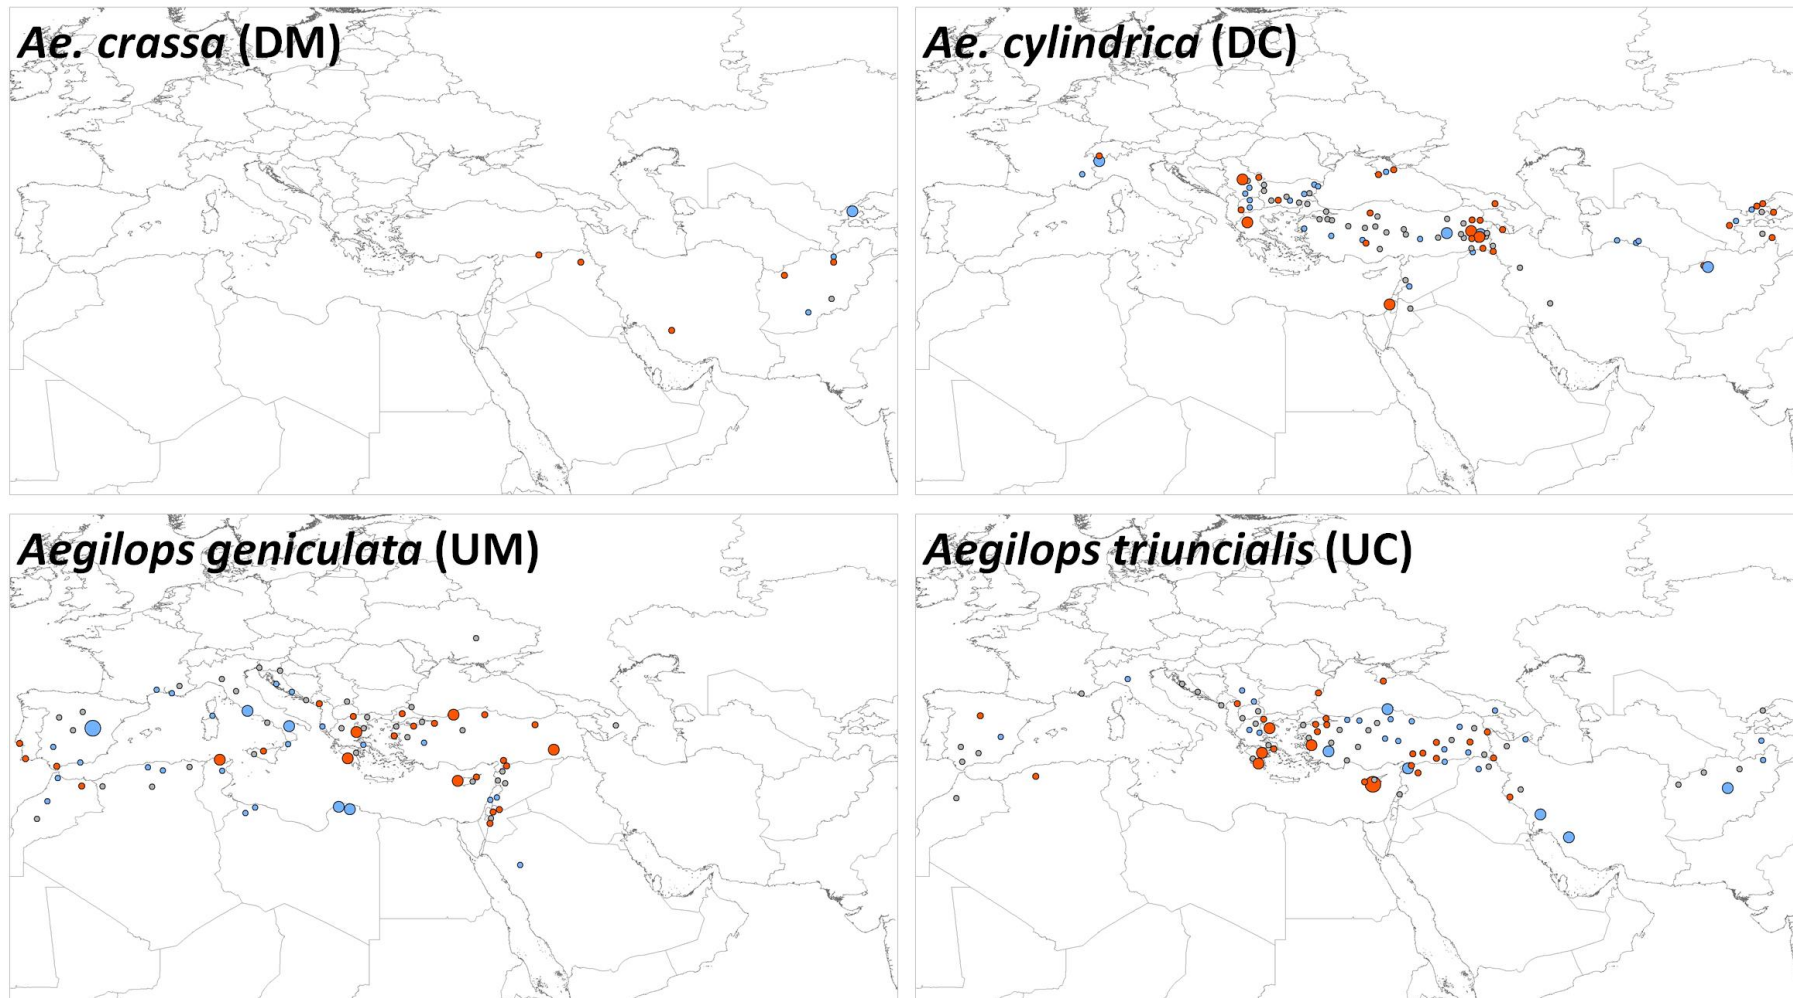 Ae. crassa (DM)
Ae. cylindrica (DC)
Aegilops geniculata (UM)
Aegilops triuncialis (UC)